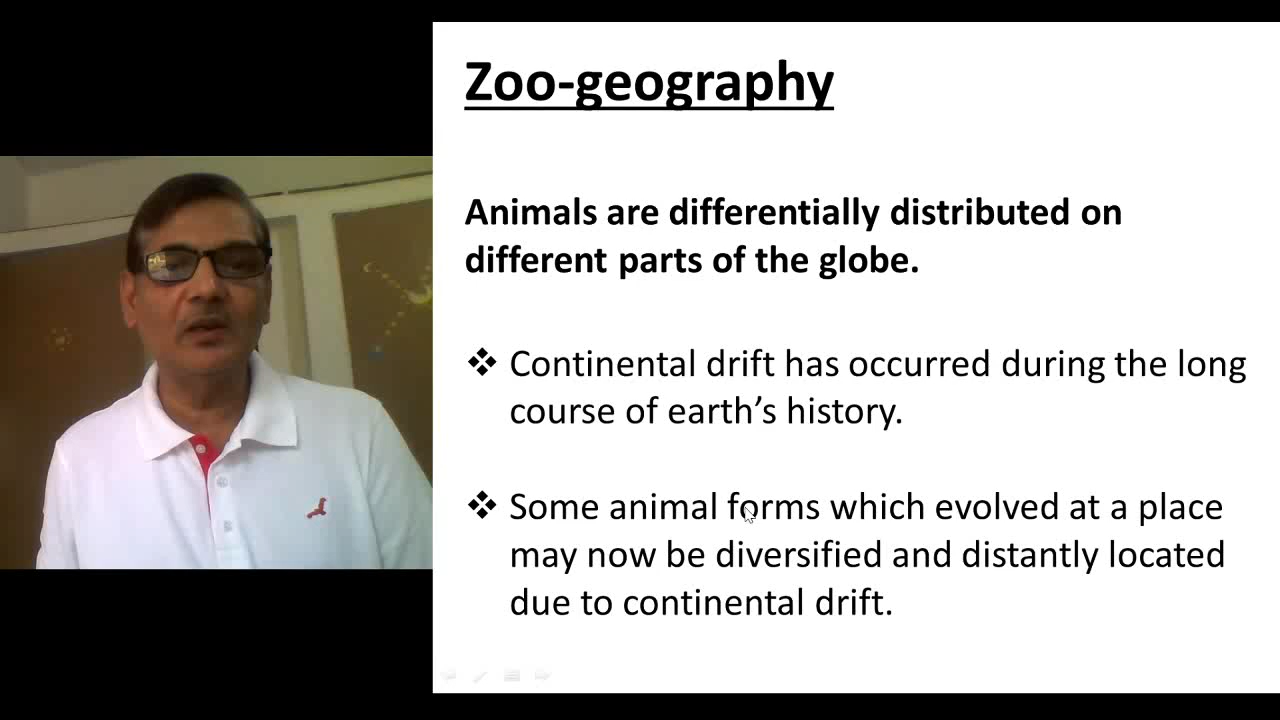 Zoo-geography
Animals are differentially distributed on
different parts of the globe.
❖ Continental drift has occurred during the long
course of earth’s history.
❖ Some animal forms which evolved at a place
may now be diversified and distantly located
due to continental drift.